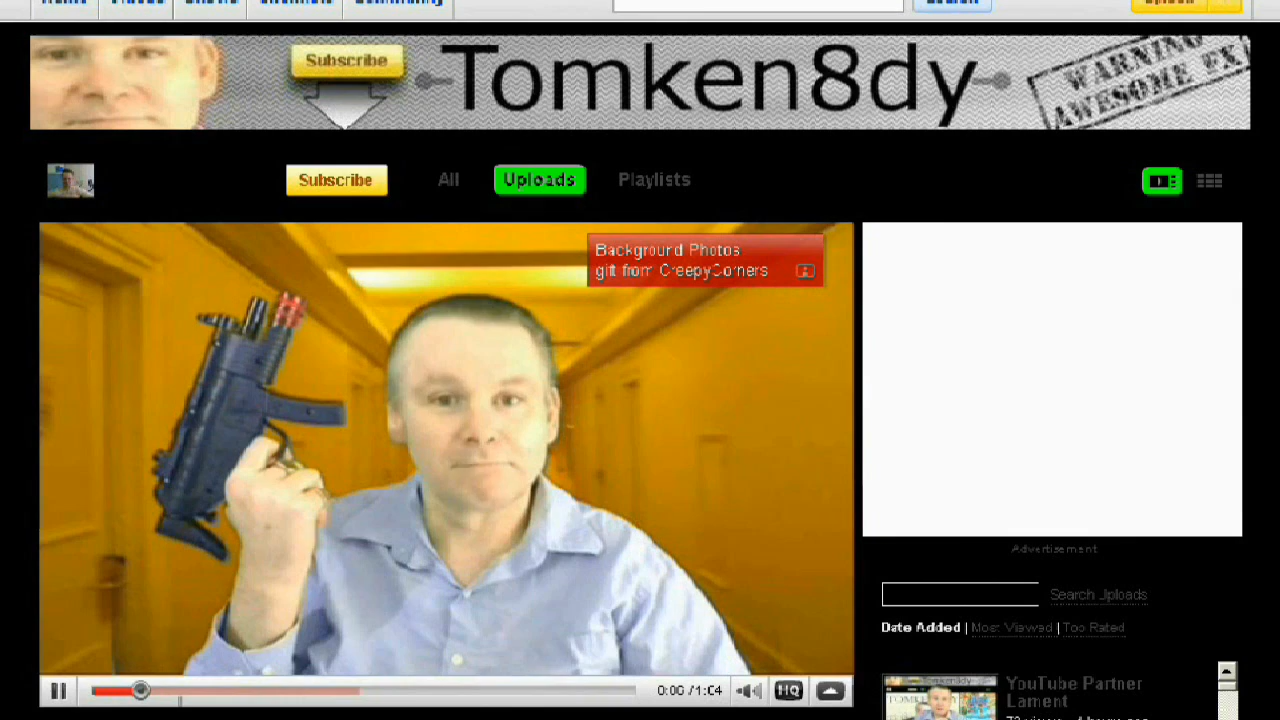 Subscribe
Tomken8dy
WARNING
AWESOME FX
Subscribe
All
Uploads
Playlists
Background Photos
gift from CreepyCorners
Advertisement
Search Uploads
Date Added | Most Viewed | Top Rated
0:00 / 1:04
HQ
YouTube Partner
Lament